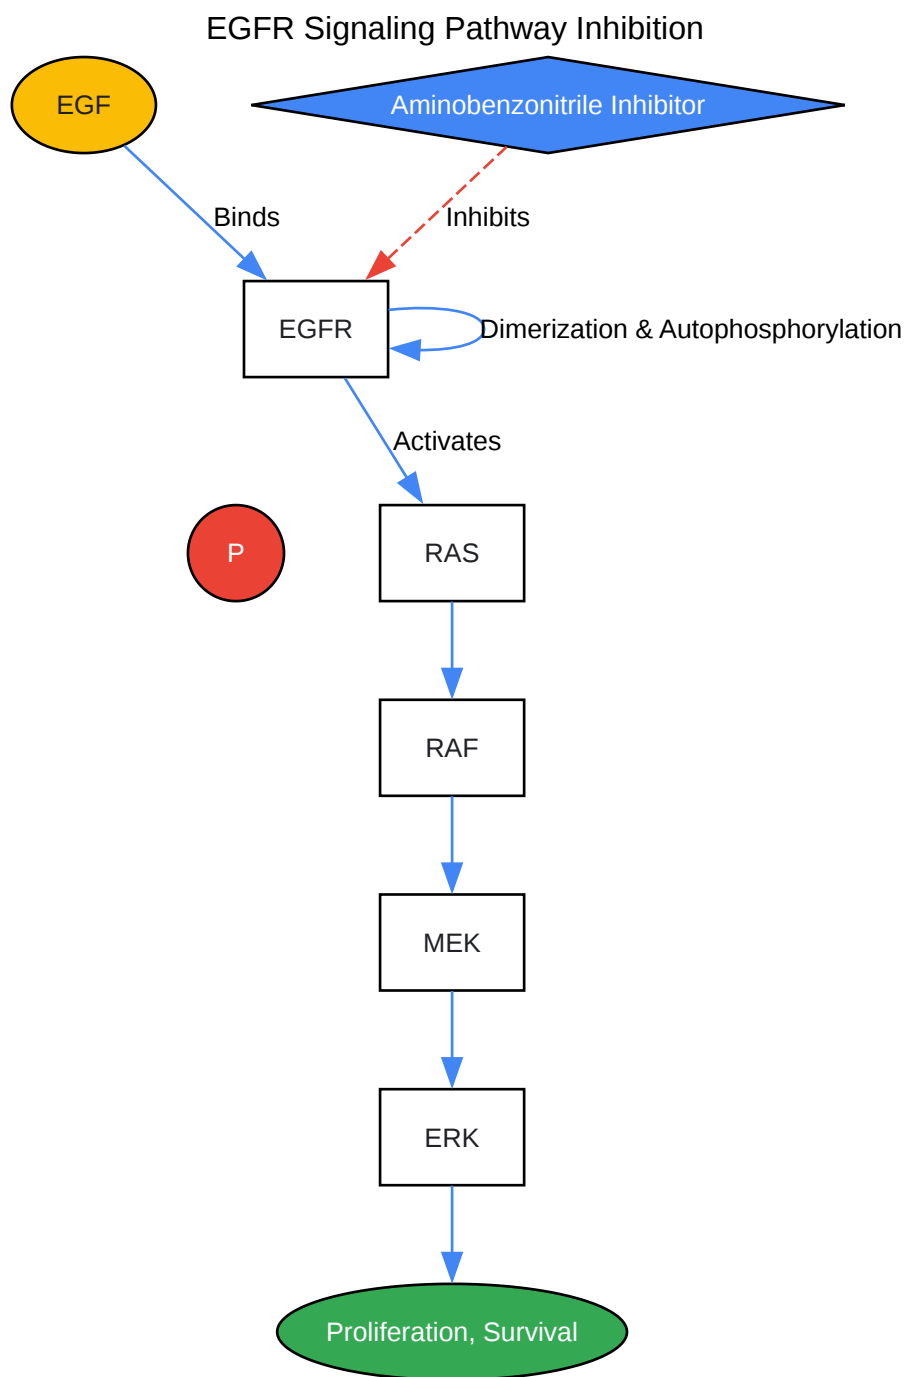 EGFR Signaling Pathway Inhibition
EGF
Aminobenzonitrile Inhibitor
Binds
Inhibits
EGFR
Dimerization & Autophosphorylation
Activates
P
RAS
RAF
MEK
ERK
Proliferation, Survival